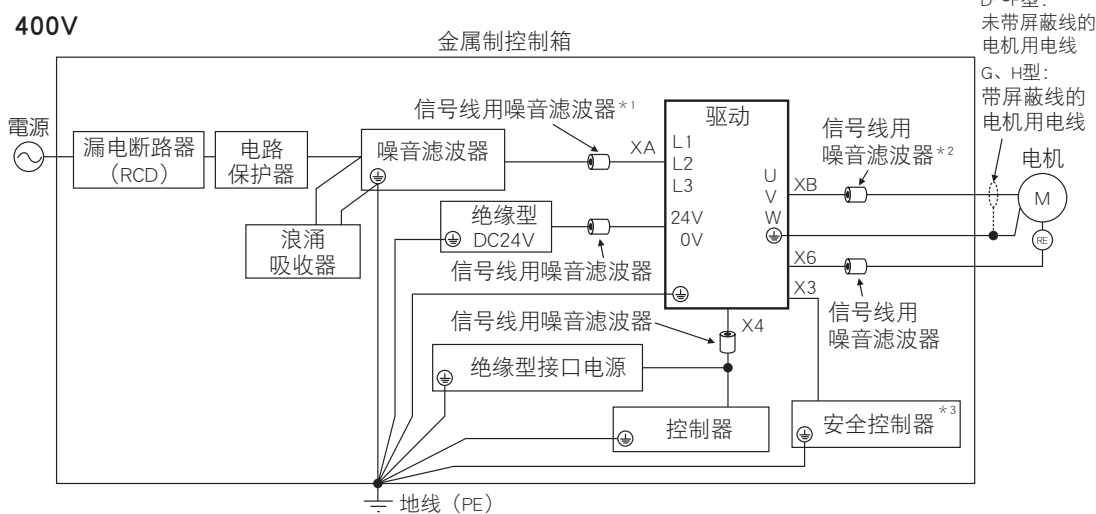 400V
金属制控制箱
未带屏蔽线的
电机用电线
G、H型：
带屏蔽线的
电机用电线
電源
漏电断路器
（RCD）
电路
保护器
噪音滤波器
浪涌
吸收器
信号线用噪音滤波器*1
XA
驱动
L1
L2
L3
24V
0V
U
V
W
绝缘型
DC24V
信号线用噪音滤波器
信号线用
噪音滤波器*2
XB
电机
M
RE
X6
X3
信号线用
噪音滤波器
信号线用噪音滤波器
X4
绝缘型接口电源
控制器
安全控制器*3
地线（PE）